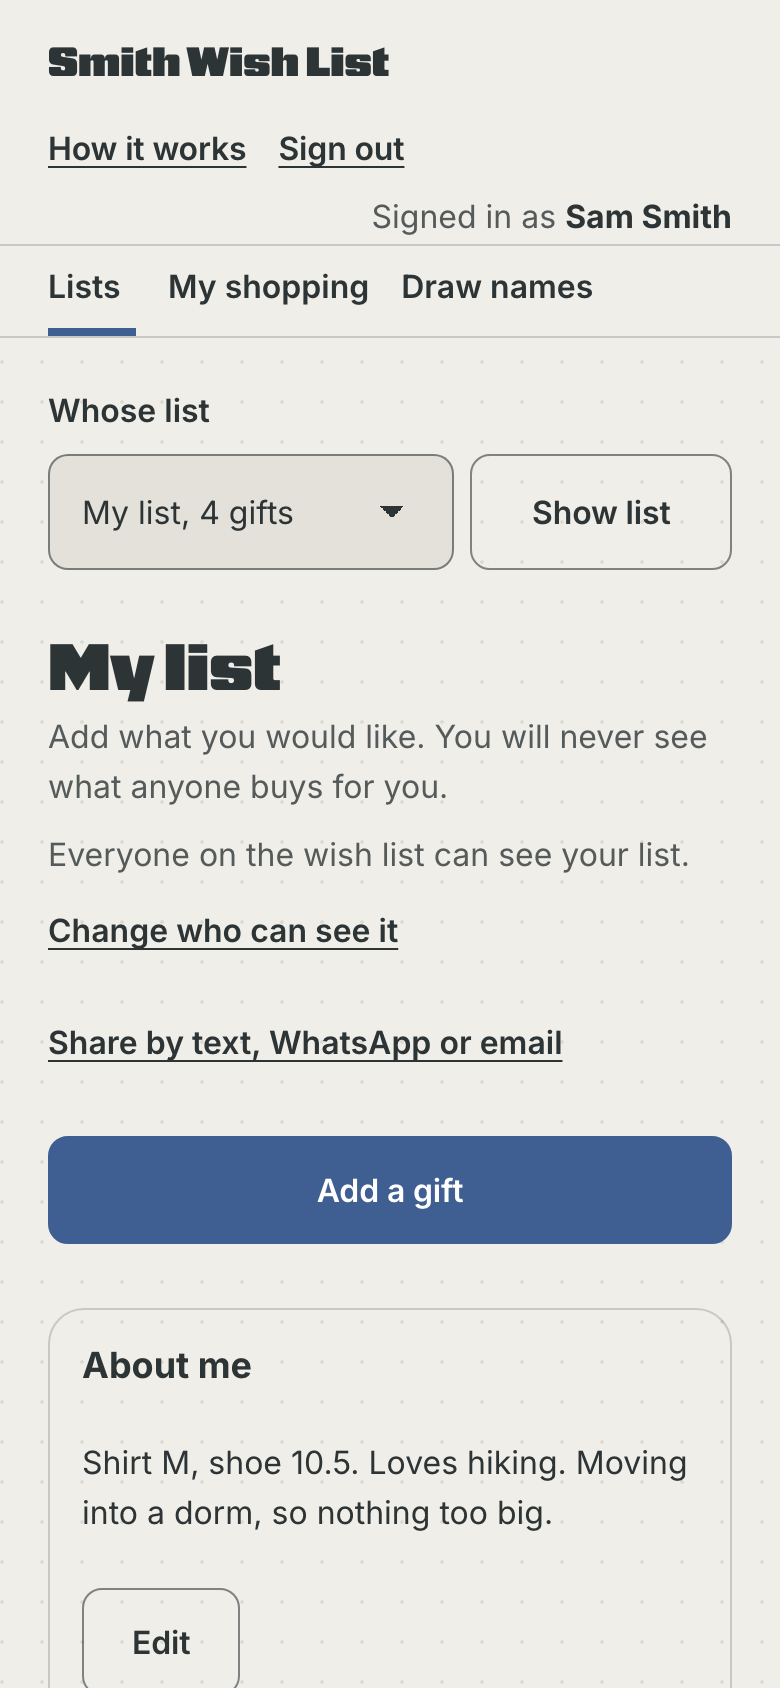 Smith Wish List
How it works Sign out
Signed in as Sam Smith
Lists My shopping Draw names
Whose list
My list, 4 gifts Show list
My list
Add what you would like. You will never see
what anyone buys for you.
Everyone on the wish list can see your list.
Change who can see it
Share by text, WhatsApp or email
Add a gift
About me
Shirt M, shoe 10.5. Loves hiking. Moving
into a dorm, so nothing too big.
Edit